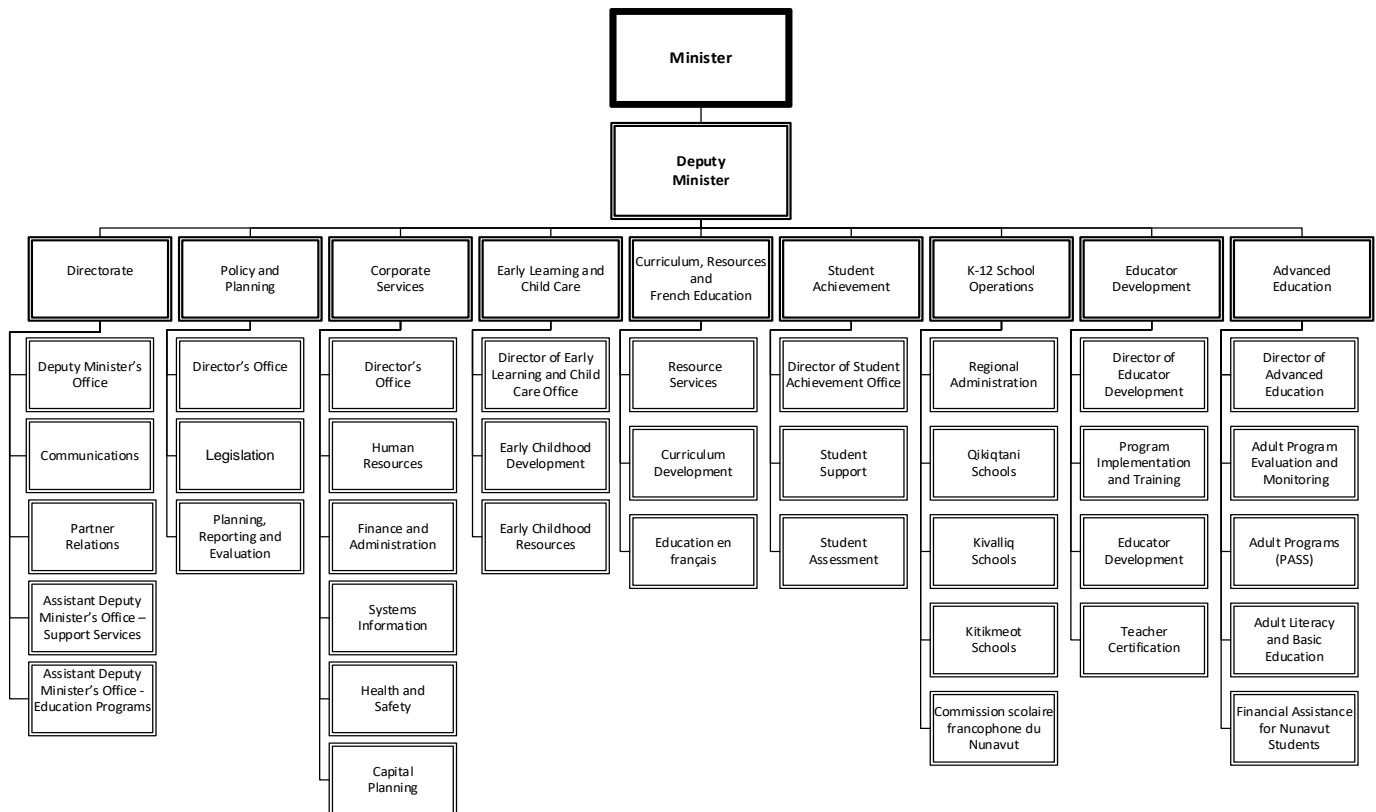 Minister
Deputy
Minister
Directorate
Policy and
Planning
Corporate
Services
Early Learning and
Child Care
Curriculum, Resources
and
French Education
Student
Achievement
K-12 School
Operations
Educator
Development
Advanced
Education
Deputy Minister’s
Office
Communications
Partner
Relations
Assistant Deputy
Minister’s Office –
Support Services
Assistant Deputy
Minister’s Office -
Education Programs
Director’s Office
Legislation
Planning,
Reporting and
Evaluation
Director’s
Office
Human
Resources
Finance and
Administration
Systems
Information
Health and
Safety
Capital
Planning
Director of Early
Learning and Child
Care Office
Early Childhood
Development
Early Childhood
Resources
Resource
Services
Curriculum
Development
Education en
français
Director of Student
Achievement Office
Student
Support
Student
Assessment
Regional
Administration
Qikiqtani
Schools
Kivalliq
Schools
Kitikmeot
Schools
Commission scolaire
francophone du
Nunavut
Director of
Educator
Development
Program
Implementation
and Training
Educator
Development
Teacher
Certification
Director of
Advanced
Education
Adult Program
Evaluation and
Monitoring
Adult Programs
(PASS)
Adult Literacy
and Basic
Education
Financial Assistance
for Nunavut
Students